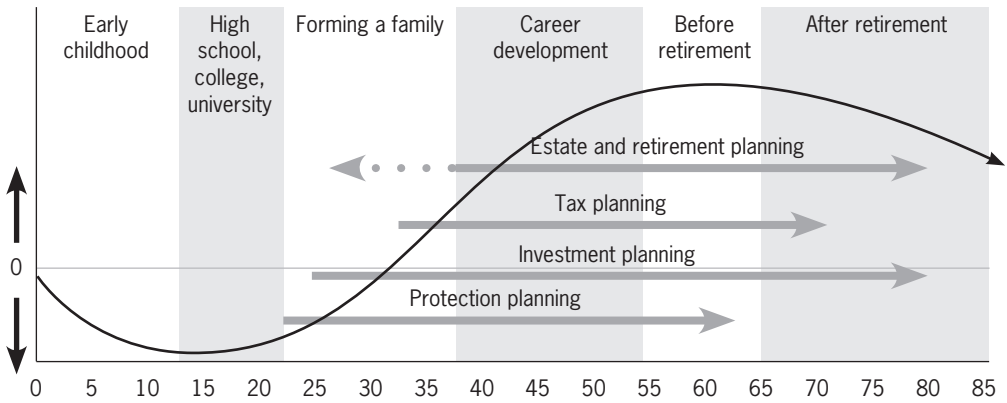 Early
childhood
High
school,
college,
university
Forming a family
Career
development
Before
retirement
After retirement
Estate and retirement planning
Tax planning
Investment planning
Protection planning
0
0 5 10 15 20 25 30 35 40 45 50 55 60 65 70 75 80 85